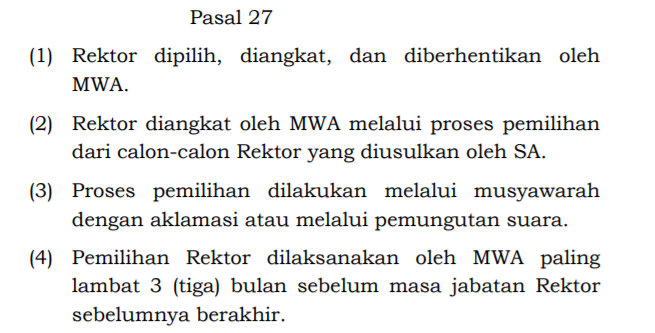 Pasal 27
(1) Rektor dipilih, diangkat, dan diberhentikan oleh
MWA.
(2) Rektor diangkat oleh MWA melalui proses pemilihan
dari calon-calon Rektor yang diusulkan oleh SA.
(3) Proses pemilihan dilakukan melalui musyawarah
dengan aklamasi atau melalui pemungutan suara.
(4) Pemilihan Rektor dilaksanakan oleh MWA paling
lambat 3 (tiga) bulan sebelum masa jabatan Rektor
sebelumnya berakhir.